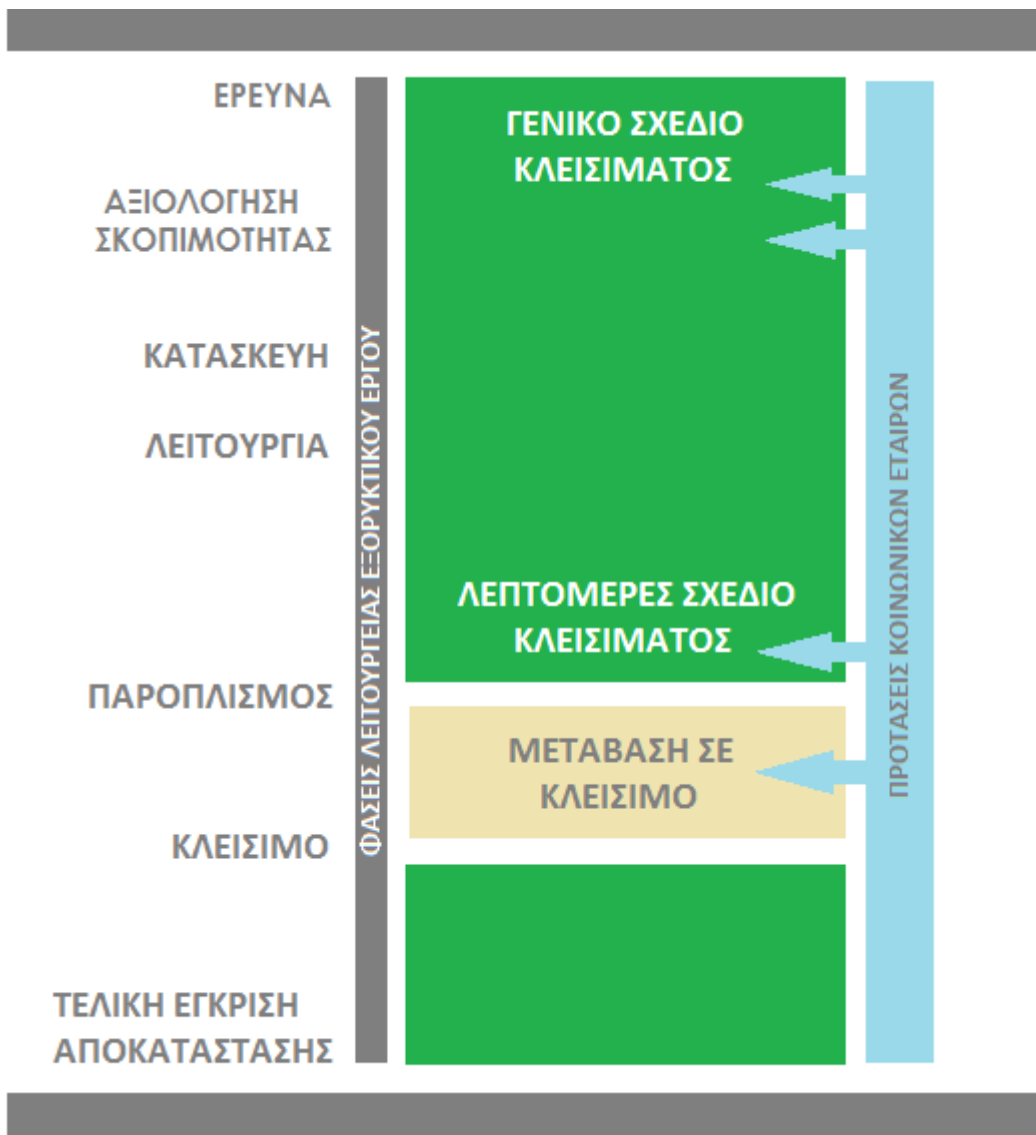 ΕΡΕΥΝΑ
ΑΞΙΟΛΟΓΗΣΗ
ΣΚΟΠΙΜΟΤΗΤΑΣ
ΚΑΤΑΣΚΕΥΗ
ΛΕΙΤΟΥΡΓΙΑ
ΠΑΡΟΠΛΙΣΜΟΣ
ΚΛΕΙΣΙΜΟ
ΤΕΛΙΚΗ ΕΓΚΡΙΣΗ
ΑΠΟΚΑΤΑΣΤΑΣΗΣ
ΦΑΣΕΙΣ ΛΕΙΤΟΥΡΓΕΙΑΣ ΕΞΟΡΥΚΤΙΚΟΥ ΕΡΓΟΥ
ΓΕΝΙΚΟ ΣΧΕΔΙΟ
ΚΛΕΙΣΙΜΑΤΟΣ
ΛΕΠΤΟΜΕΡΕΣ ΣΧΕΔΙΟ
ΚΛΕΙΣΙΜΑΤΟΣ
ΜΕΤΑΒΑΣΗ ΣΕ
ΚΛΕΙΣΙΜΟ
ΠΡΟΤΑΣΕΙΣ ΚΟΙΝΩΝΙΚΩΝ ΕΤΑΙΡΩΝ